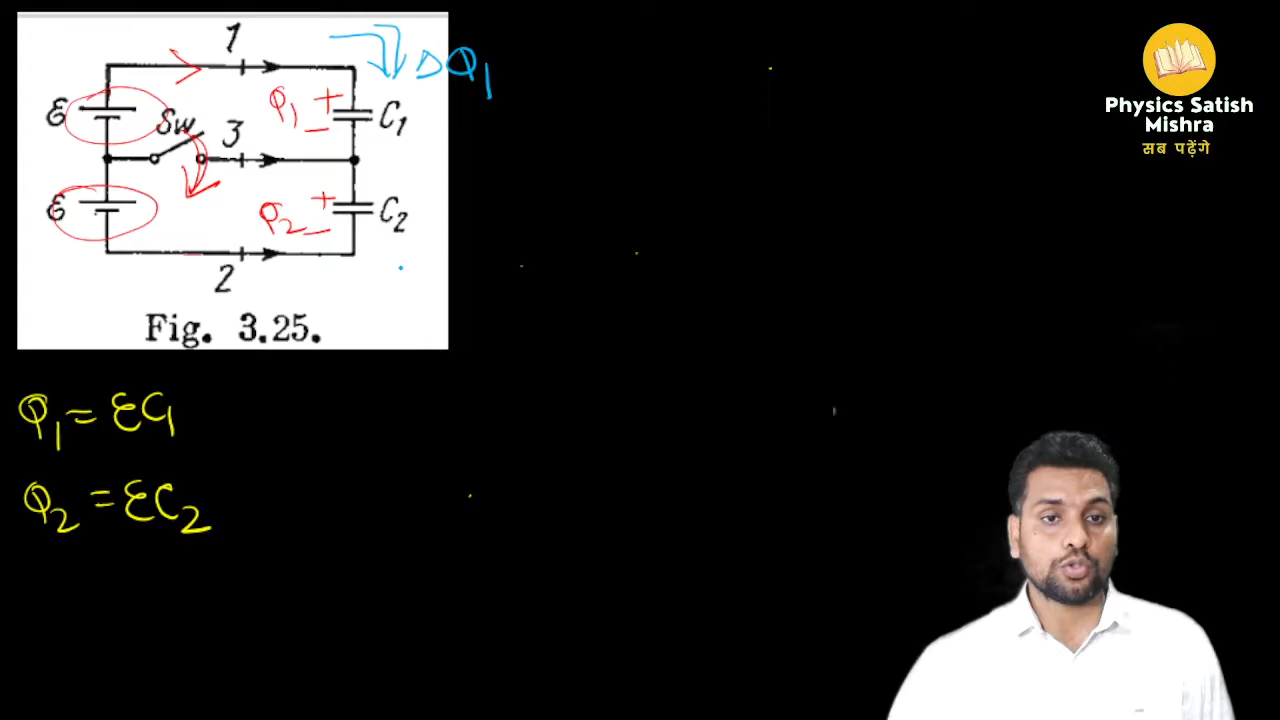 1
ΔQ1
ℰ
Q1 +
−
C1
Sw
3
ℰ
Q2 +
−
C2
2
Fig. 3.25.
Q1 = ℰC1
Q2 = ℰC2
Physics Satish
Mishra
सब पढ़ेंगे